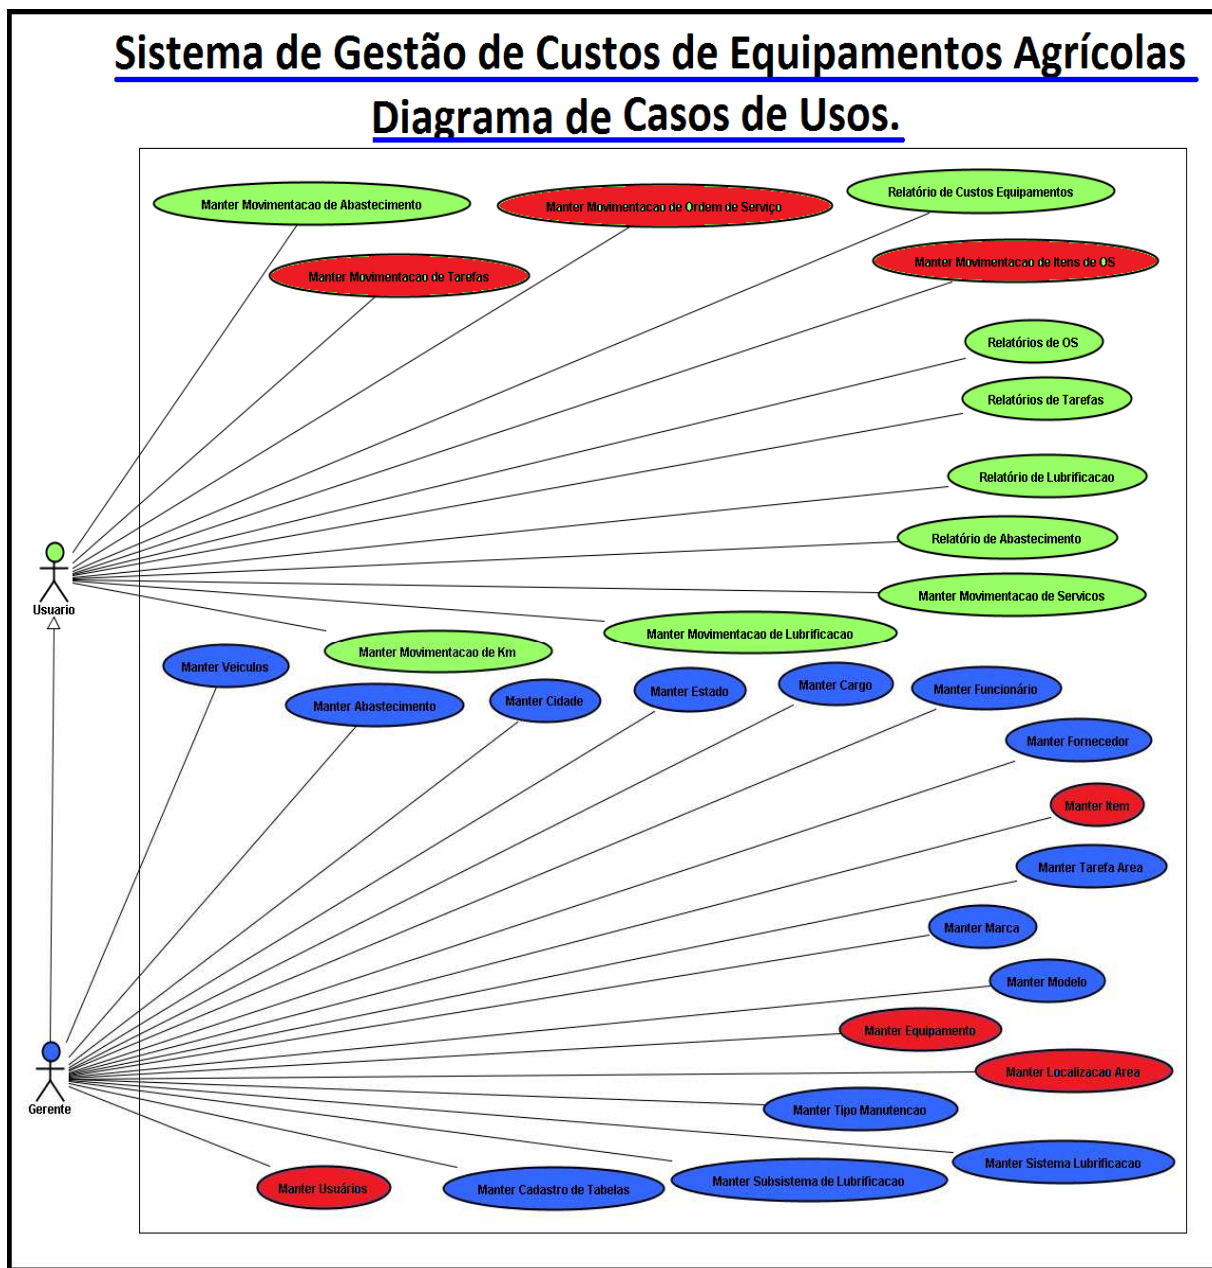 Sistema de Gestão de Custos de Equipamentos Agrícolas
Diagrama de Casos de Usos.
Manter Movimentacao de Abastecimento
Manter Movimentacao de Ordem de Serviço
Relatório de Custos Equipamentos
Manter Movimentacao de Tarefas
Manter Movimentacao de Itens de OS
Relatórios de OS
Relatórios de Tarefas
Relatório de Lubrificacao
Relatório de Abastecimento
Manter Movimentacao de Servicos
Usuario
Manter Movimentacao de Lubrificacao
Manter Movimentacao de Km
Manter Veiculos
Manter Abastecimento
Manter Cidade
Manter Estado
Manter Cargo
Manter Funcionário
Manter Fornecedor
Manter Item
Manter Tarefa Area
Manter Marca
Manter Modelo
Manter Equipamento
Manter Localizacao Area
Gerente
Manter Tipo Manutencao
Manter Sistema Lubrificacao
Manter Subsistema de Lubrificacao
Manter Cadastro de Tabelas
Manter Usuários